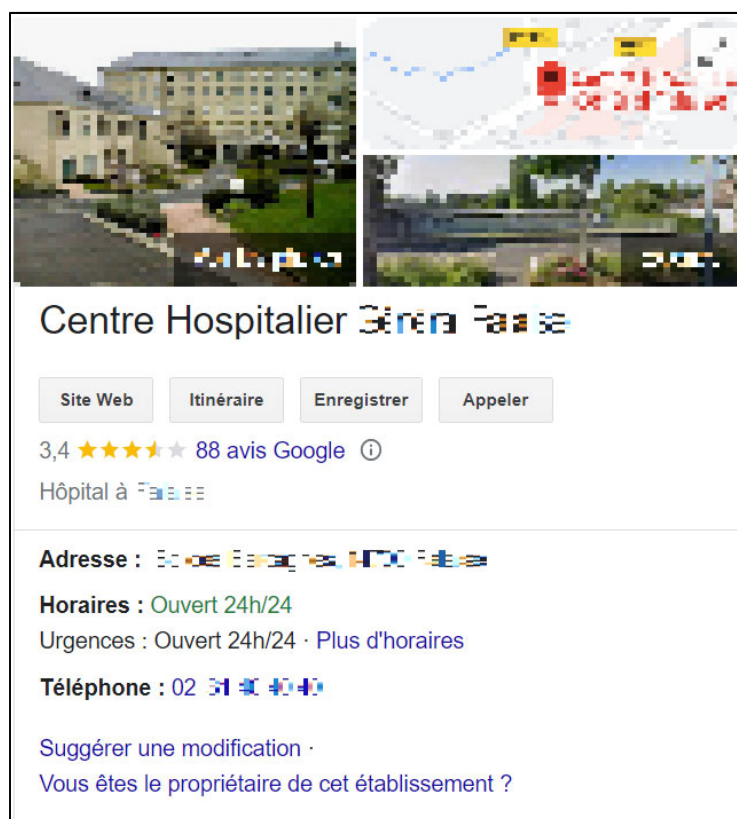 Centre Hospitalier
Site Web
Itinéraire
Enregistrer
Appeler
3,4 88 avis Google
Hôpital à
Adresse :
Horaires : Ouvert 24h/24
Urgences : Ouvert 24h/24 · Plus d'horaires
Téléphone : 02
Suggérer une modification ·
Vous êtes le propriétaire de cet établissement ?